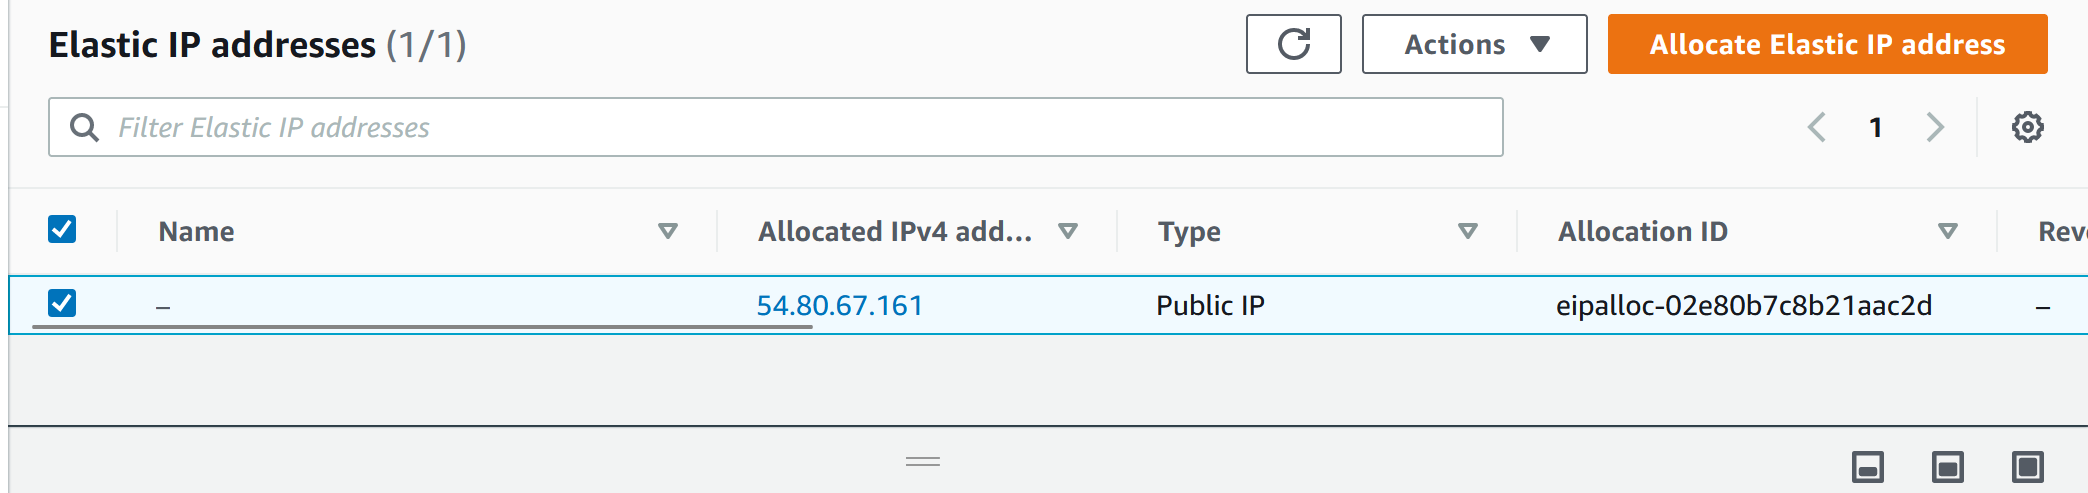 Elastic IP addresses (1/1)
Actions
Allocate Elastic IP address
Filter Elastic IP addresses
1
Name Allocated IPv4 add... Type Allocation ID Rev
– 54.80.67.161 Public IP eipalloc-02e80b7c8b21aac2d –